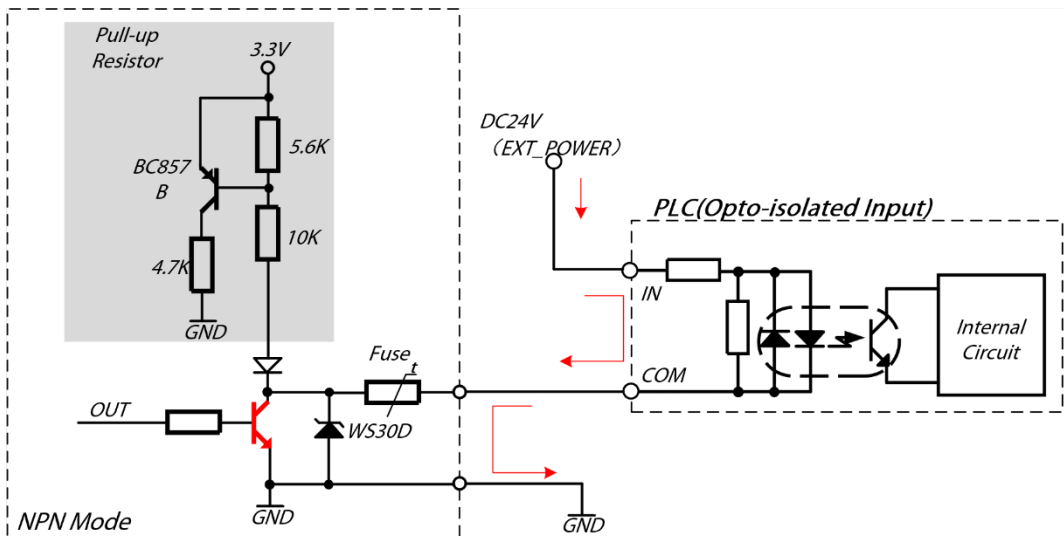 Pull-up
Resistor
3.3V
5.6K
BC857
B
10K
4.7K
GND
DC24V
（EXT_POWER）
PLC(Opto-isolated Input)
IN
Internal
Circuit
COM
Fuse
t
OUT
WS30D
GND
GND
NPN Mode